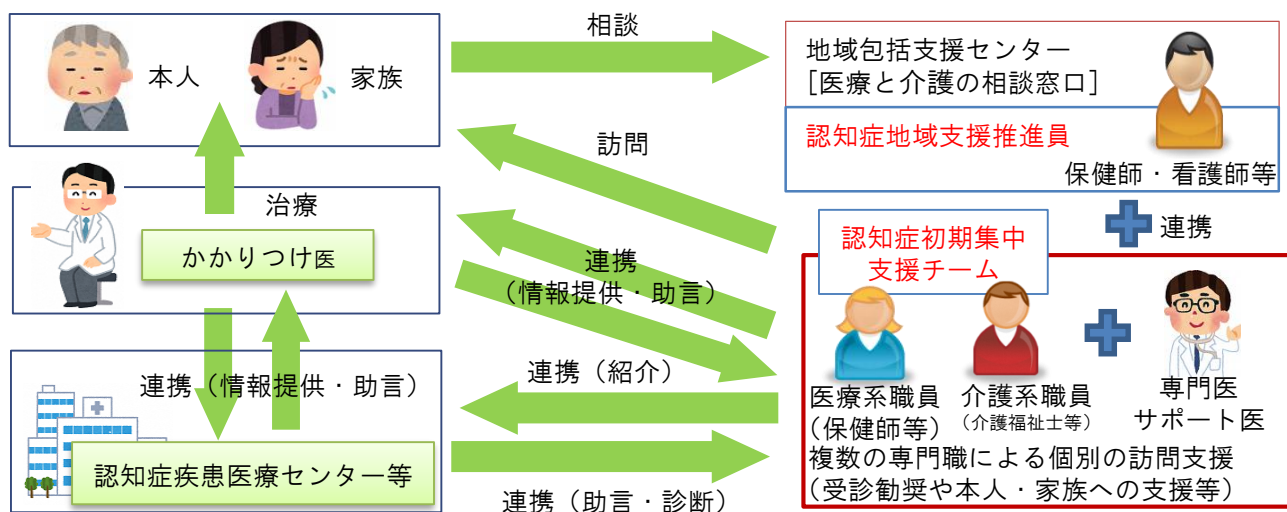 本人
家族
相談
地域包括支援センター
[医療と介護の相談窓口]
認知症地域支援推進員
保健師・看護師等
訪問
治療
かかりつけ医
連携
(情報提供・助言)
連携
認知症初期集中
支援チーム
連携(情報提供・助言)
連携(紹介)
医療系職員
(保健師等)
介護系職員
(介護福祉士等)
専門医
サポート医
認知症疾患医療センター等
複数の専門職による個別の訪問支援
(受診勧奨や本人・家族への支援等)
連携(助言・診断)